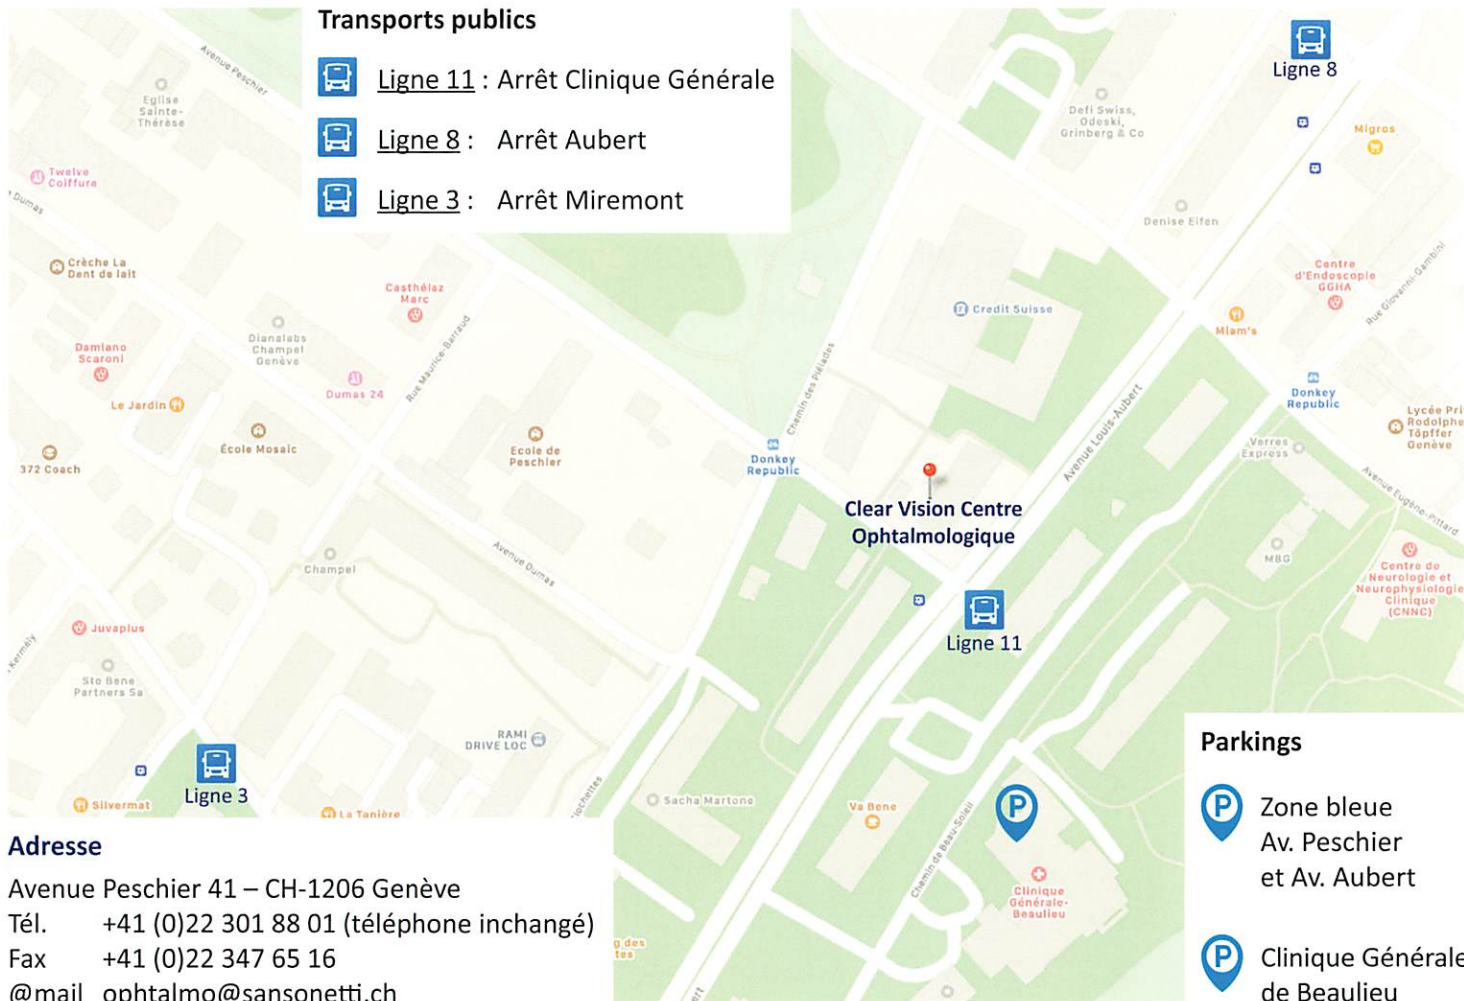 Transports publics
Ligne 11 : Arrêt Clinique Générale
Ligne 8 : Arrêt Aubert
Ligne 3 : Arrêt Miremont
Avenue Peschier
Eglise
Sainte-
Thérèse
Twelve
Coiffure
Dumas
Crèche La
Dent de lait
Casthélaz
Marc
Dianalabs
Champel
Genève
Damiano
Scaroni
Dumas 24
Rue Maurice-Barraud
Le Jardin
École Mosaic
372 Coach
Ecole de
Peschier
Champel
Avenue Dumas
Juvaplus
Kermely
Sto Bene
Partners Sa
RAMI
DRIVE LOC
Ligne 3
Silvermat
La Tanière
Ligne 8
Defi Swiss,
Odeski,
Grinberg & Co
Migros
Denise Eifen
Centre
d'Endoscopie
GGHA
Rue Giovanni-Gambini
Credit Suisse
Miam's
Chemin des Pléiades
Donkey
Republic
Avenue Louis-Aubert
Donkey
Republic
Lycée Pri
Rodolphe
Töpffer
Genève
Verres
Express
Avenue Eugène-Pittard
Clear Vision Centre
Ophtalmologique
MBG
Centre de
Neurologie et
Neurophysiologie
Clinique
(CNNC)
Ligne 11
Sacha Martone
Va Bene
Chemin de Beau-Soleil
P
Clinique
Générale-
Beaulieu
Adresse
Avenue Peschier 41 – CH-1206 Genève
Tél. +41 (0)22 301 88 01 (téléphone inchangé)
Fax +41 (0)22 347 65 16
@mail ophtalmo@sansonetti.ch
Parkings
P Zone bleue
Av. Peschier
et Av. Aubert
P Clinique Générale
de Beaulieu